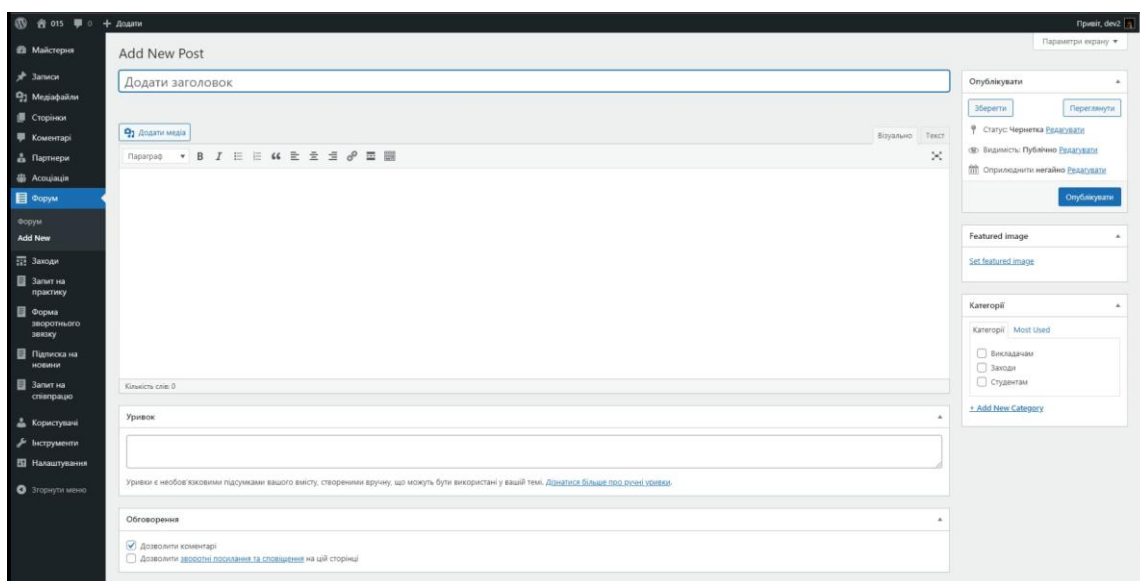 015 0 + Додати
Привіт, dev2
Параметри екрану
Майстерня
Записи
Медіафайли
Сторінки
Коментарі
Партнери
Асоціація
Форум
Форум
Add New
Заходи
Запит на
практику
Форма
зворотнього
звязку
Підписка на
новини
Запит на
співпрацю
Користувачі
Інструменти
Налаштування
Згорнути меню
Add New Post
Додати заголовок
Додати медіа
Візуально Текст
Параграф B I
Кількість слів: 0
Уривок
Уривки є необов'язковими підсумками вашого вмісту, створеними вручну, що можуть бути використані у вашій темі. Дізнатися більше про ручні уривки.
Обговорення
Дозволити коментарі
Дозволити зворотні посилання та сповіщення на цій сторінці
Опублікувати
Зберегти Переглянути
Статус: Чернетка Редагувати
Видимість: Публічно Редагувати
Оприлюднити негайно Редагувати
Опублікувати
Featured image
Set featured image
Категорії
Категорії Most Used
Викладачам
Заходи
Студентам
+ Add New Category